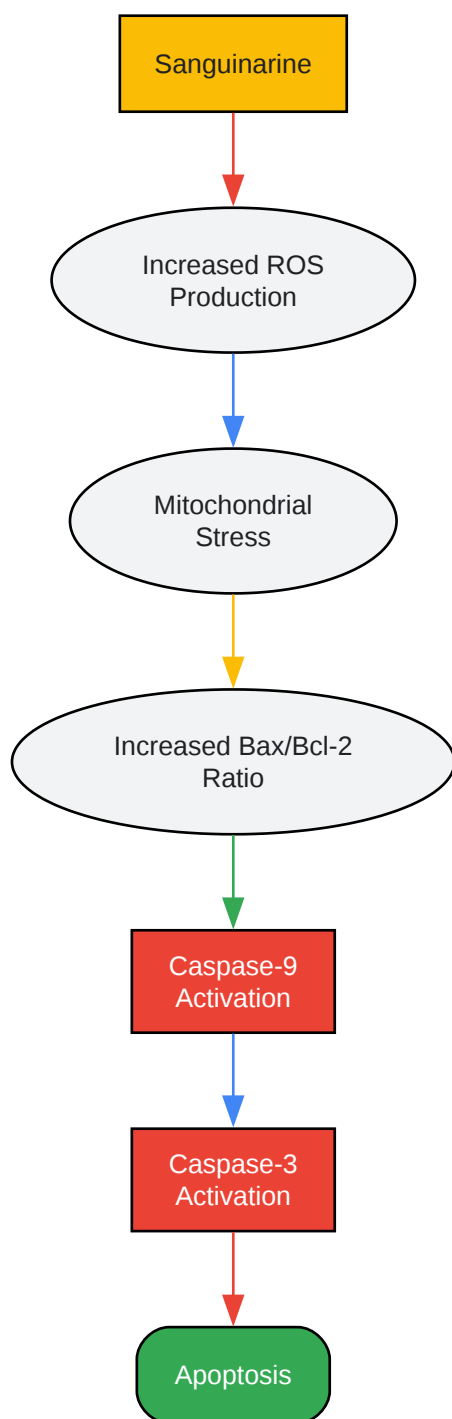 Sanguinarine
Increased ROS
Production
Mitochondrial
Stress
Increased Bax/Bcl-2
Ratio
Caspase-9
Activation
Caspase-3
Activation
Apoptosis